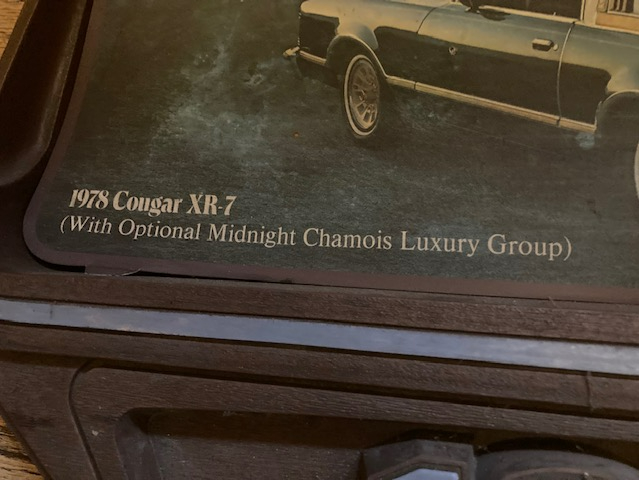 1978 Cougar XR-7
(With Optional Midnight Chamois Luxury Group)